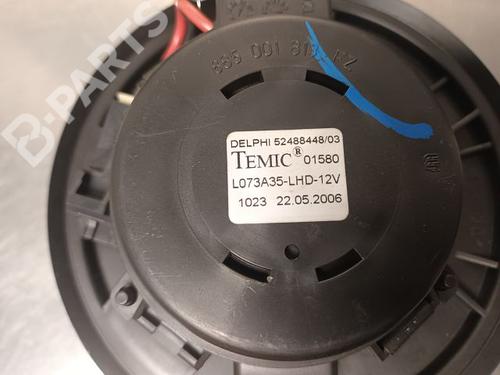 DELPHI 52488448/03
TEMIC® 01580
L073A35-LHD-12V
1023 22.05.2006
B-PARTS